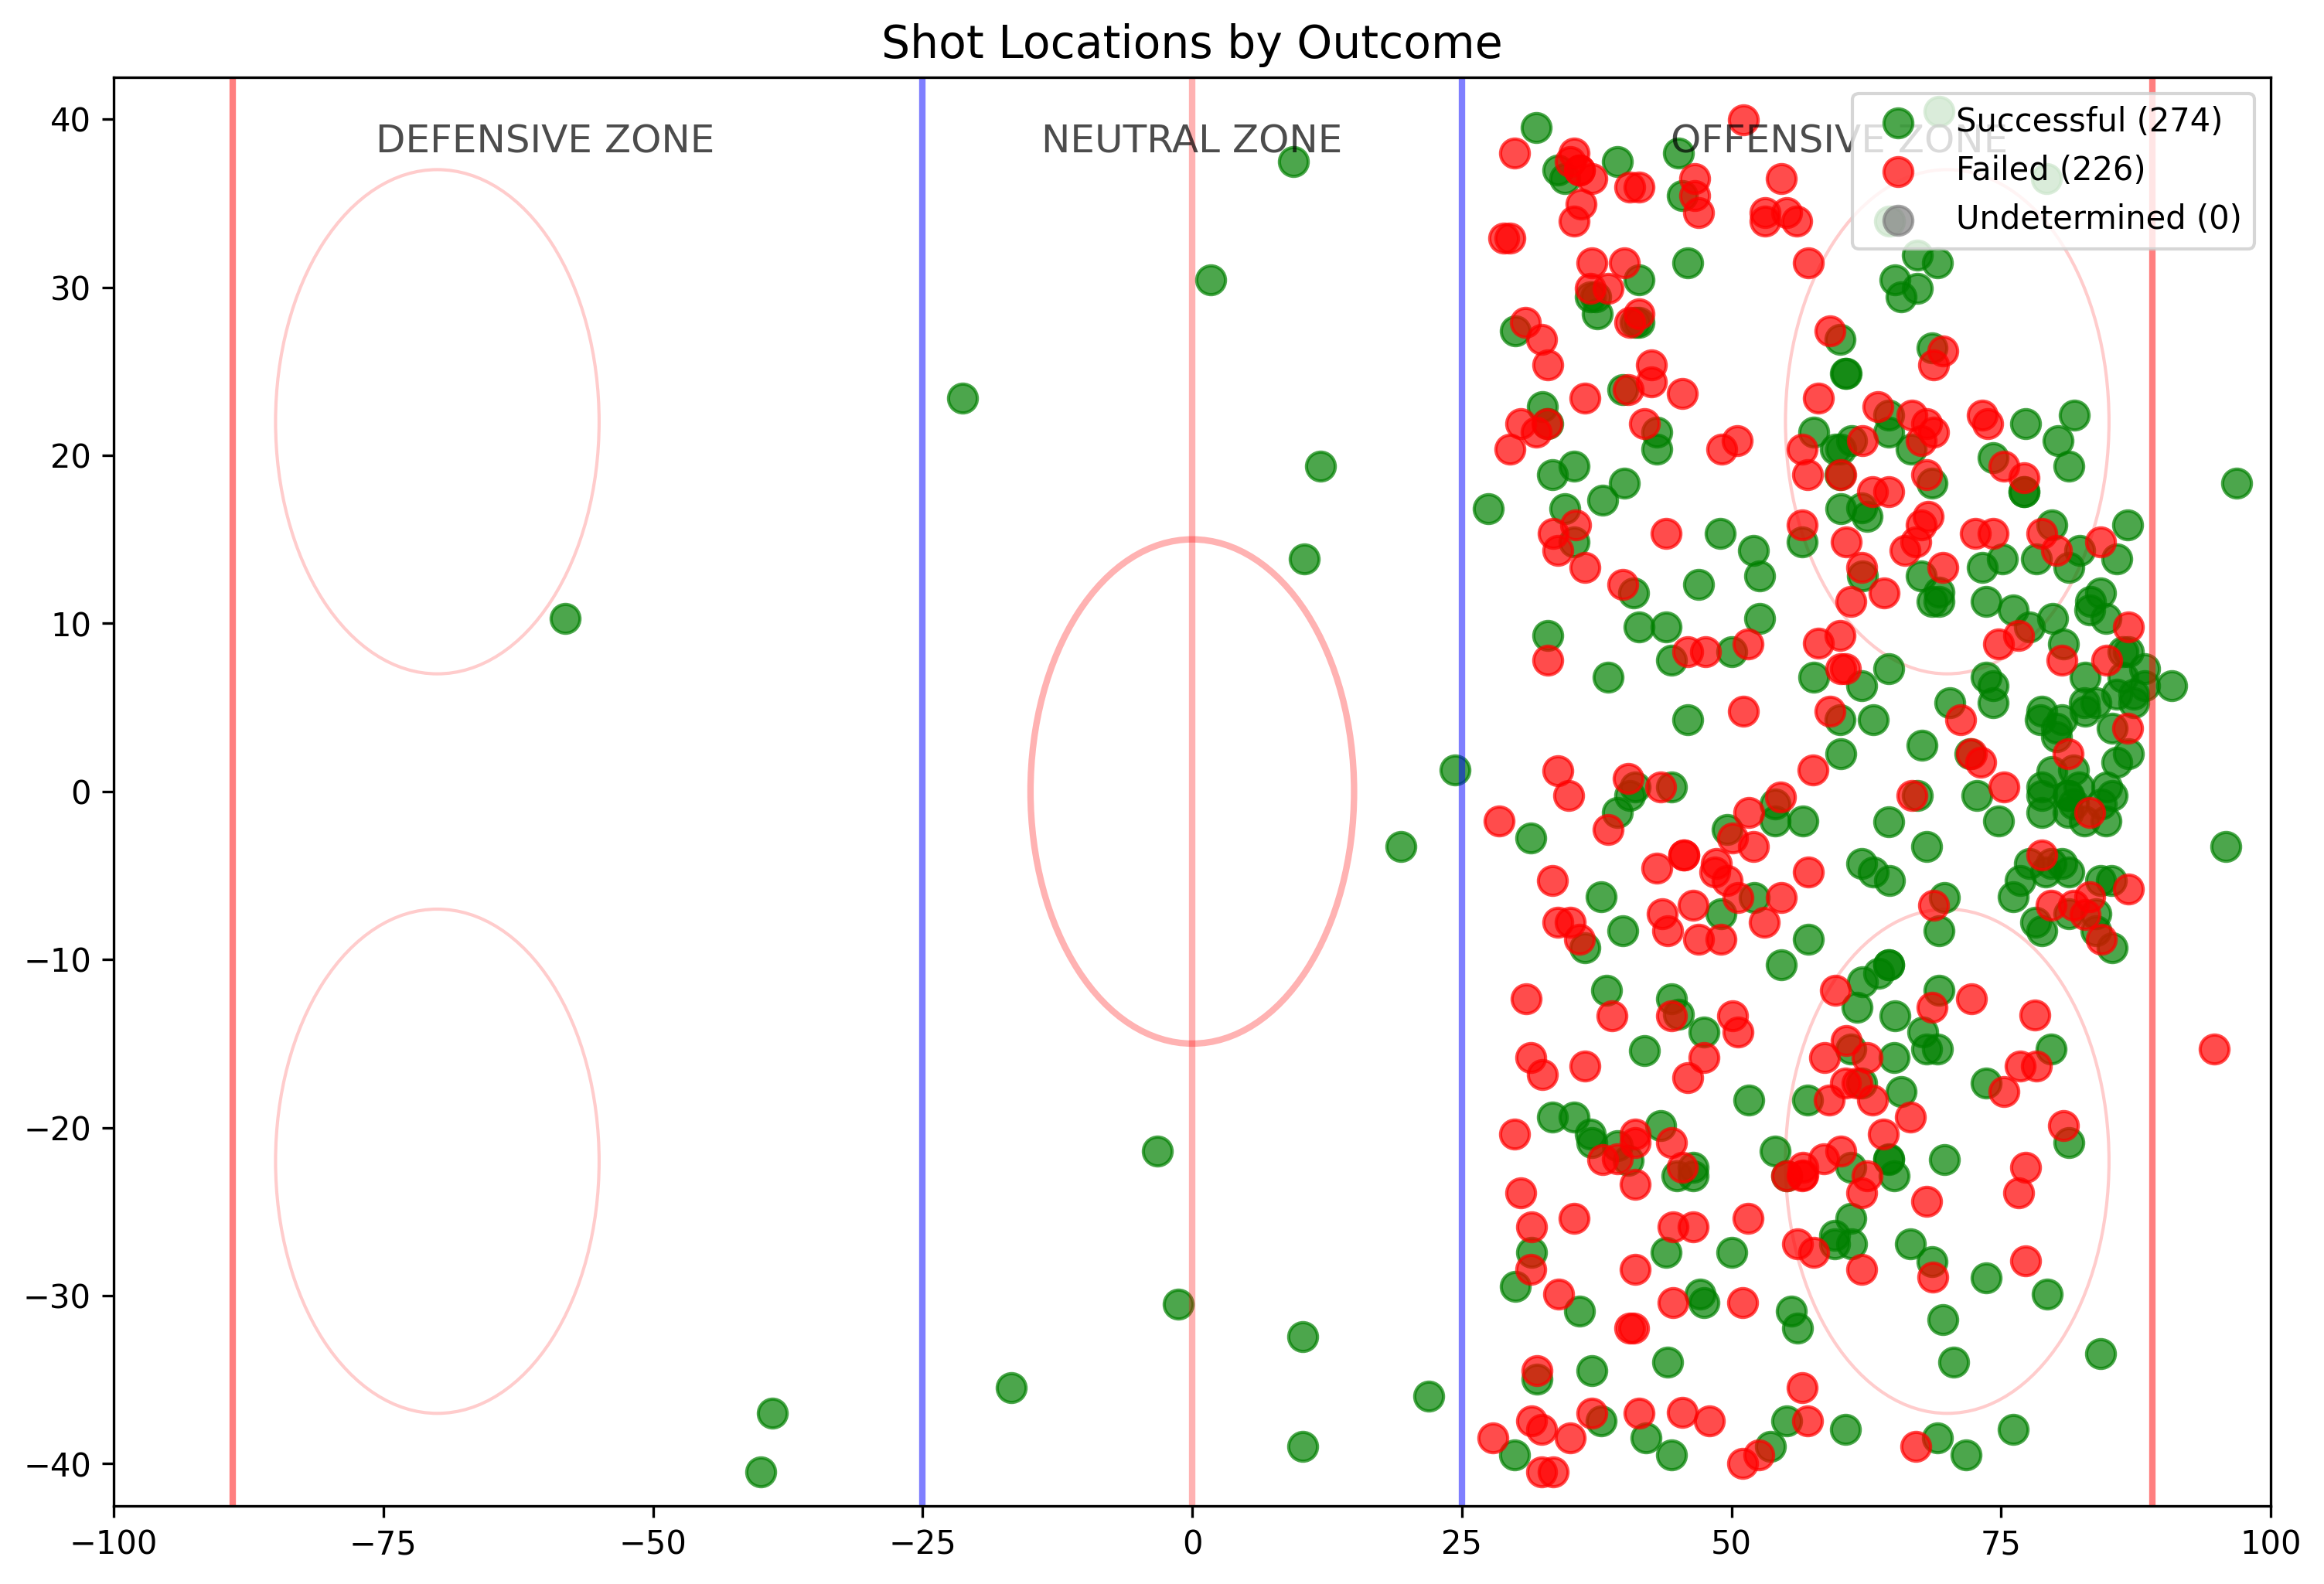 Shot Locations by Outcome
40
30
20
10
0
−10
−20
−30
−40
DEFENSIVE ZONE
NEUTRAL ZONE
OFFENSIVE ZONE
Successful (274)
Failed (226)
Undetermined (0)
−100
−75
−50
−25
0
25
50
75
100